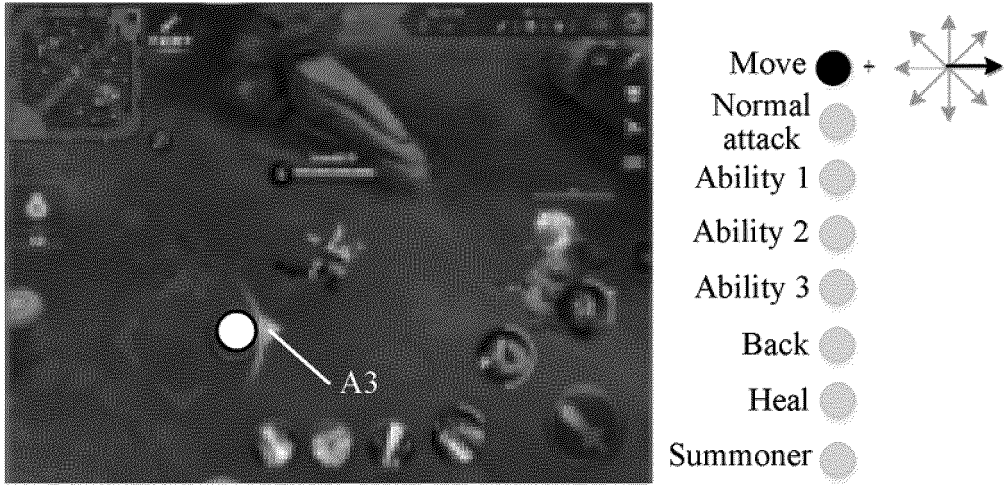 Move
+
Normal
attack
Ability 1
Ability 2
Ability 3
A3
Back
Heal
Summoner